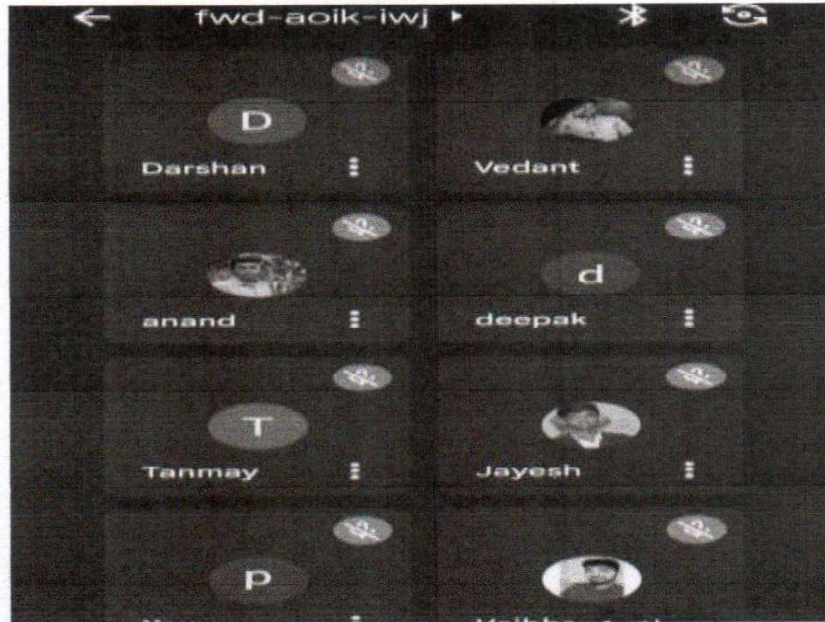 fwd-aoik-iwj
D
Darshan
Vedant
anand
d
deepak
T
Tanmay
Jayesh
p